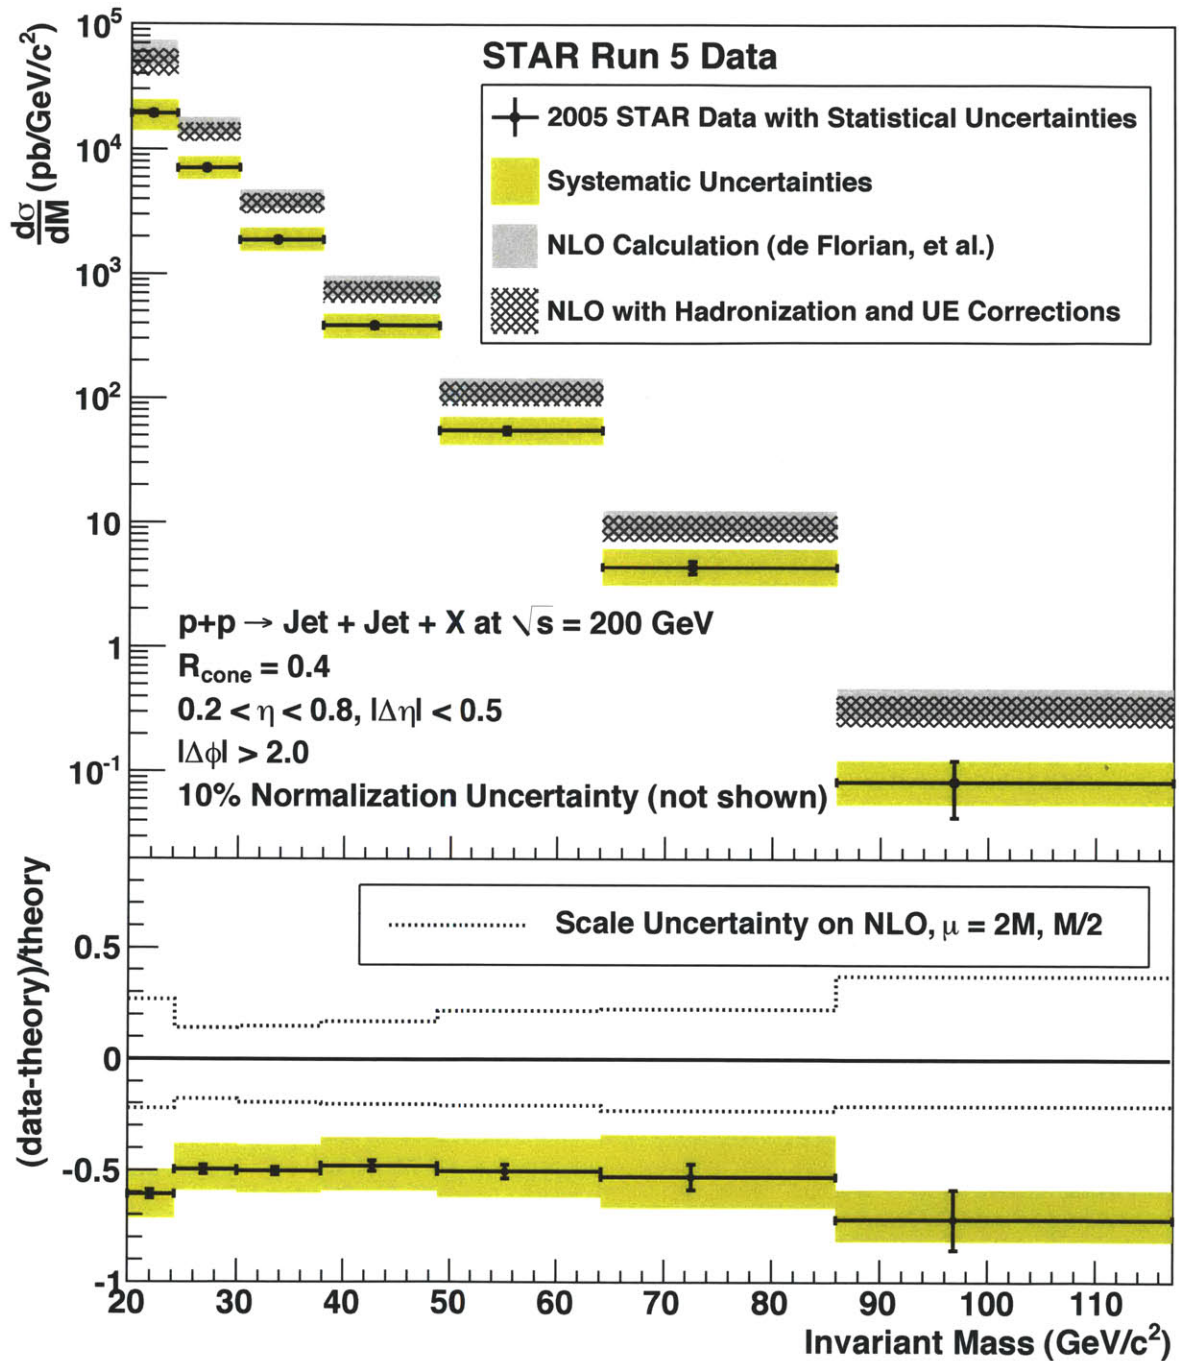 STAR Run 5 Data
2005 STAR Data with Statistical Uncertainties
Systematic Uncertainties
NLO Calculation (de Florian, et al.)
NLO with Hadronization and UE Corrections
dσ/dM (pb/GeV/c²)
10⁵
10⁴
10³
10²
10
1
10⁻¹
p+p → Jet + Jet + X at √s = 200 GeV
R_cone = 0.4
0.2 < η < 0.8, |Δη| < 0.5
|Δϕ| > 2.0
10% Normalization Uncertainty (not shown)
(data-theory)/theory
Scale Uncertainty on NLO, μ = 2M, M/2
0.5
0
-0.5
-1
20 30 40 50 60 70 80 90 100 110
Invariant Mass (GeV/c²)